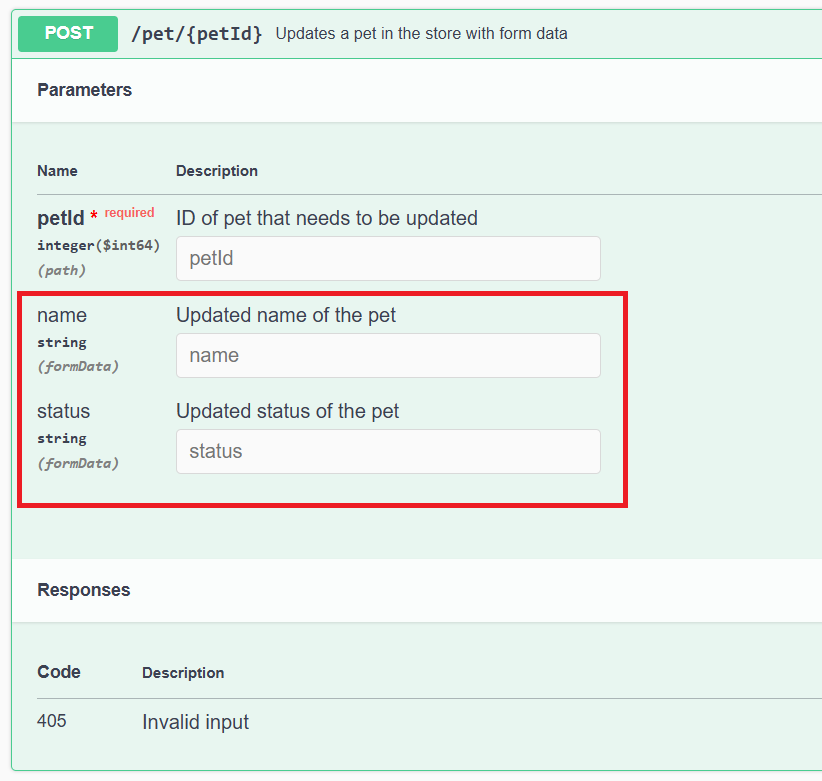 POST /pet/{petId} Updates a pet in the store with form data
Parameters
Name Description
petId * required ID of pet that needs to be updated
integer($int64) petId
(path)
name Updated name of the pet
string name
(formData)
status Updated status of the pet
string status
(formData)
Responses
Code Description
405 Invalid input